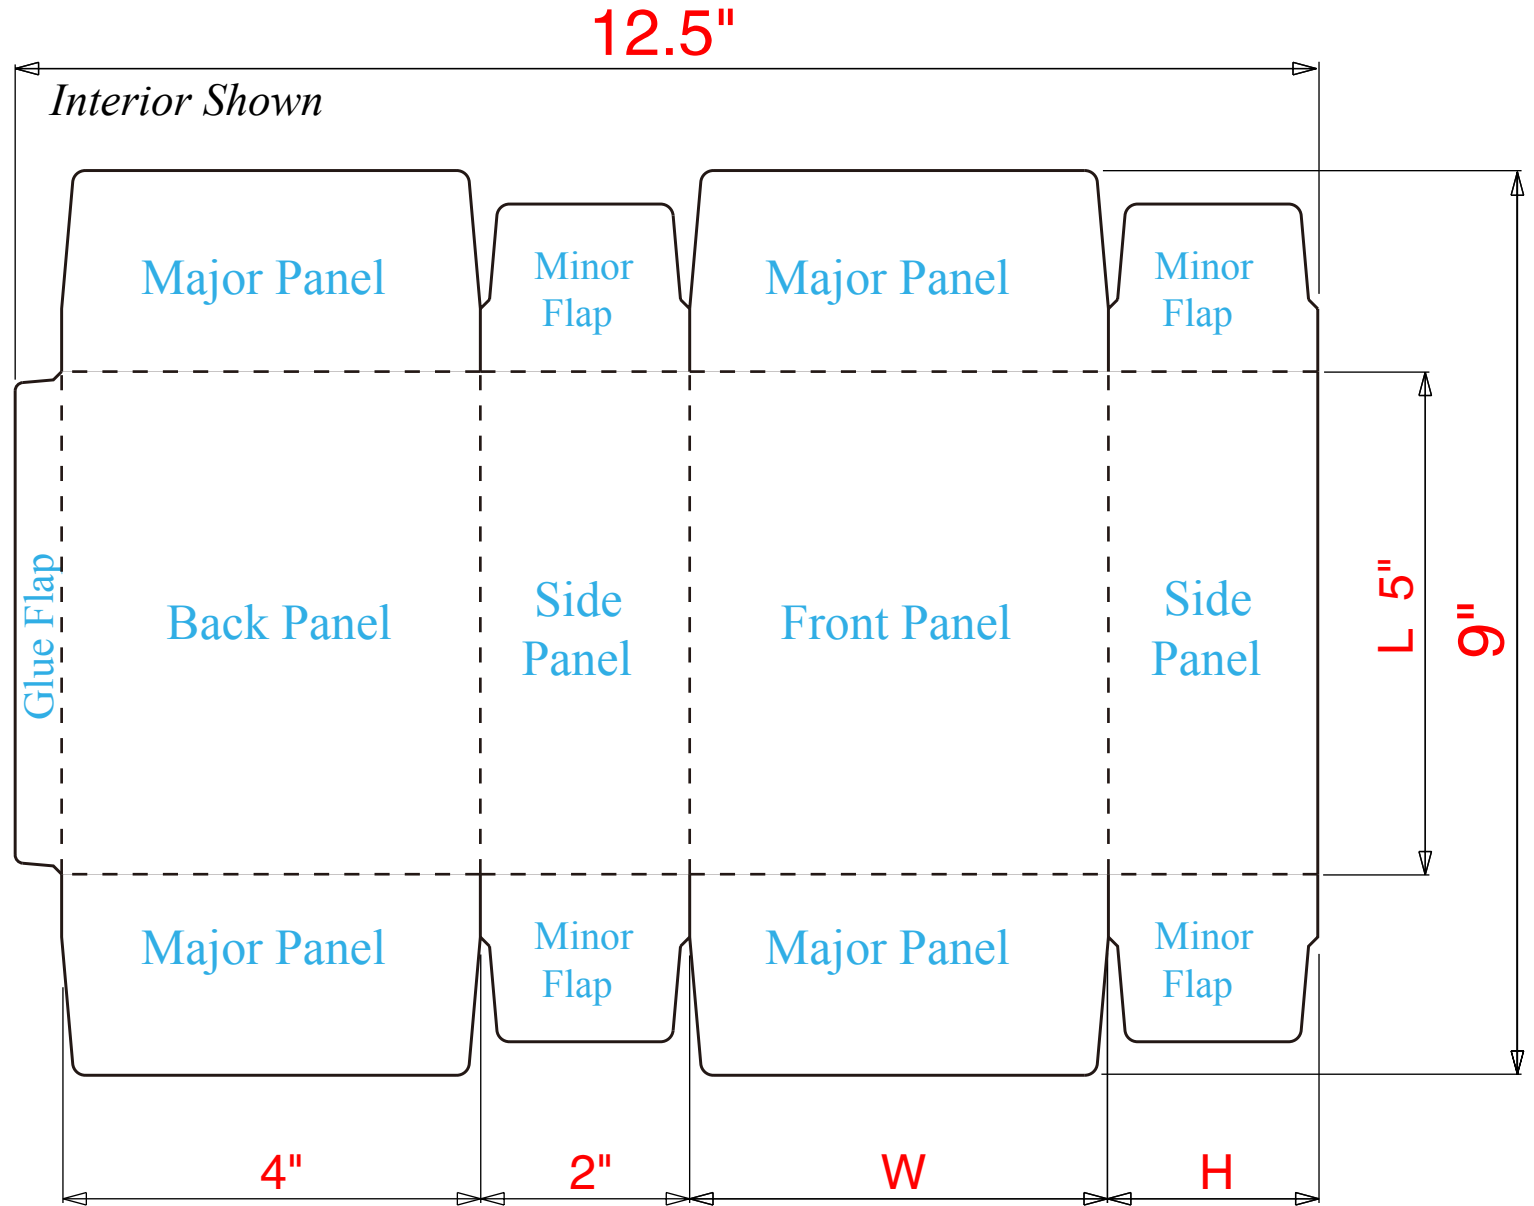 12.5"
Interior Shown
Major Panel
Minor
Flap
Major Panel
Minor
Flap
Glue Flap
Back Panel
Side
Panel
Front Panel
Side
Panel
L 5"
9"
Major Panel
Minor
Flap
Major Panel
Minor
Flap
4"
2"
W
H